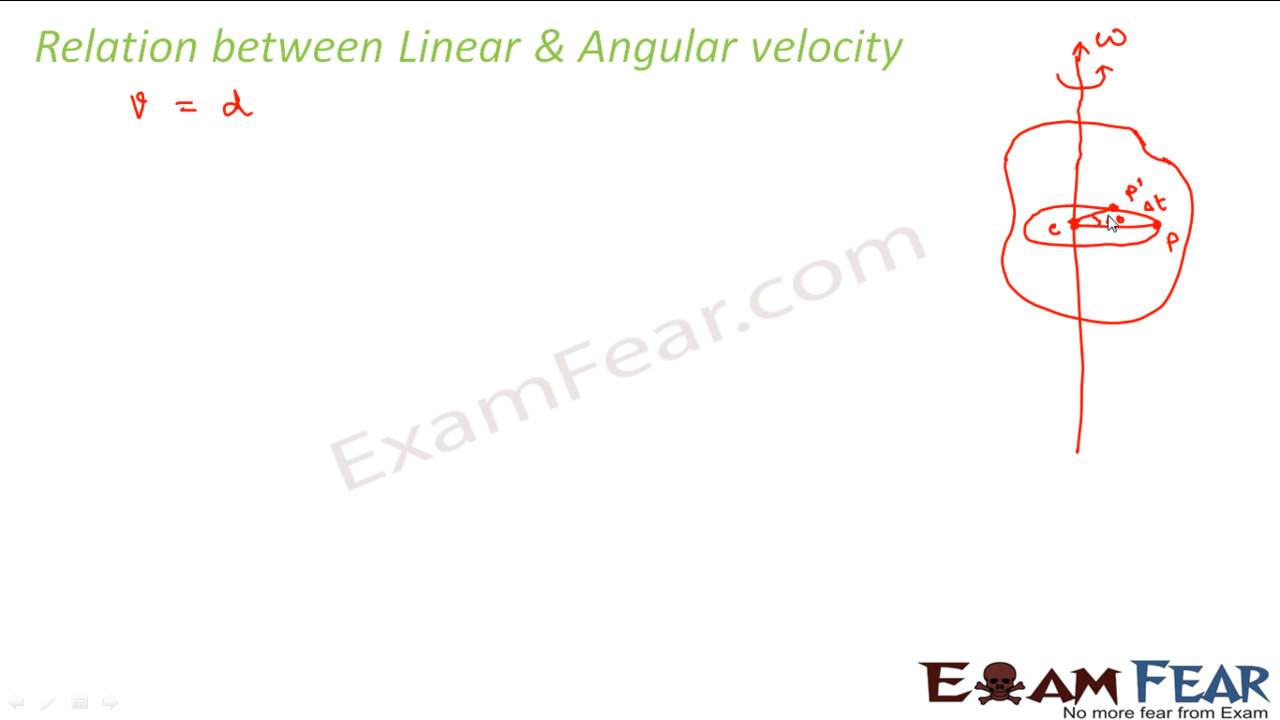 Relation between Linear & Angular velocity
v = d
ω
P'
Δt
c
P
ExamFear.com
EXAM FEAR
No more fear from Exam